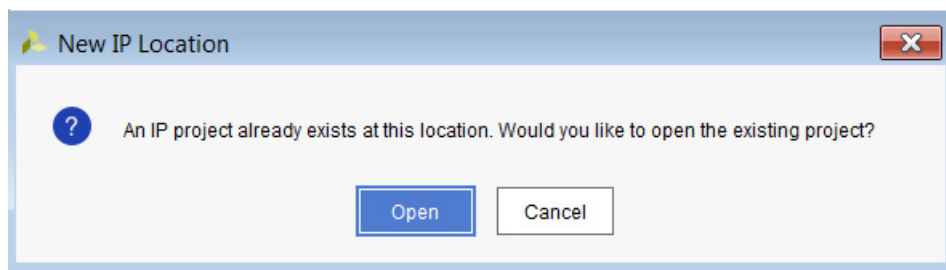 New IP Location
?
An IP project already exists at this location. Would you like to open the existing project?
Open
Cancel